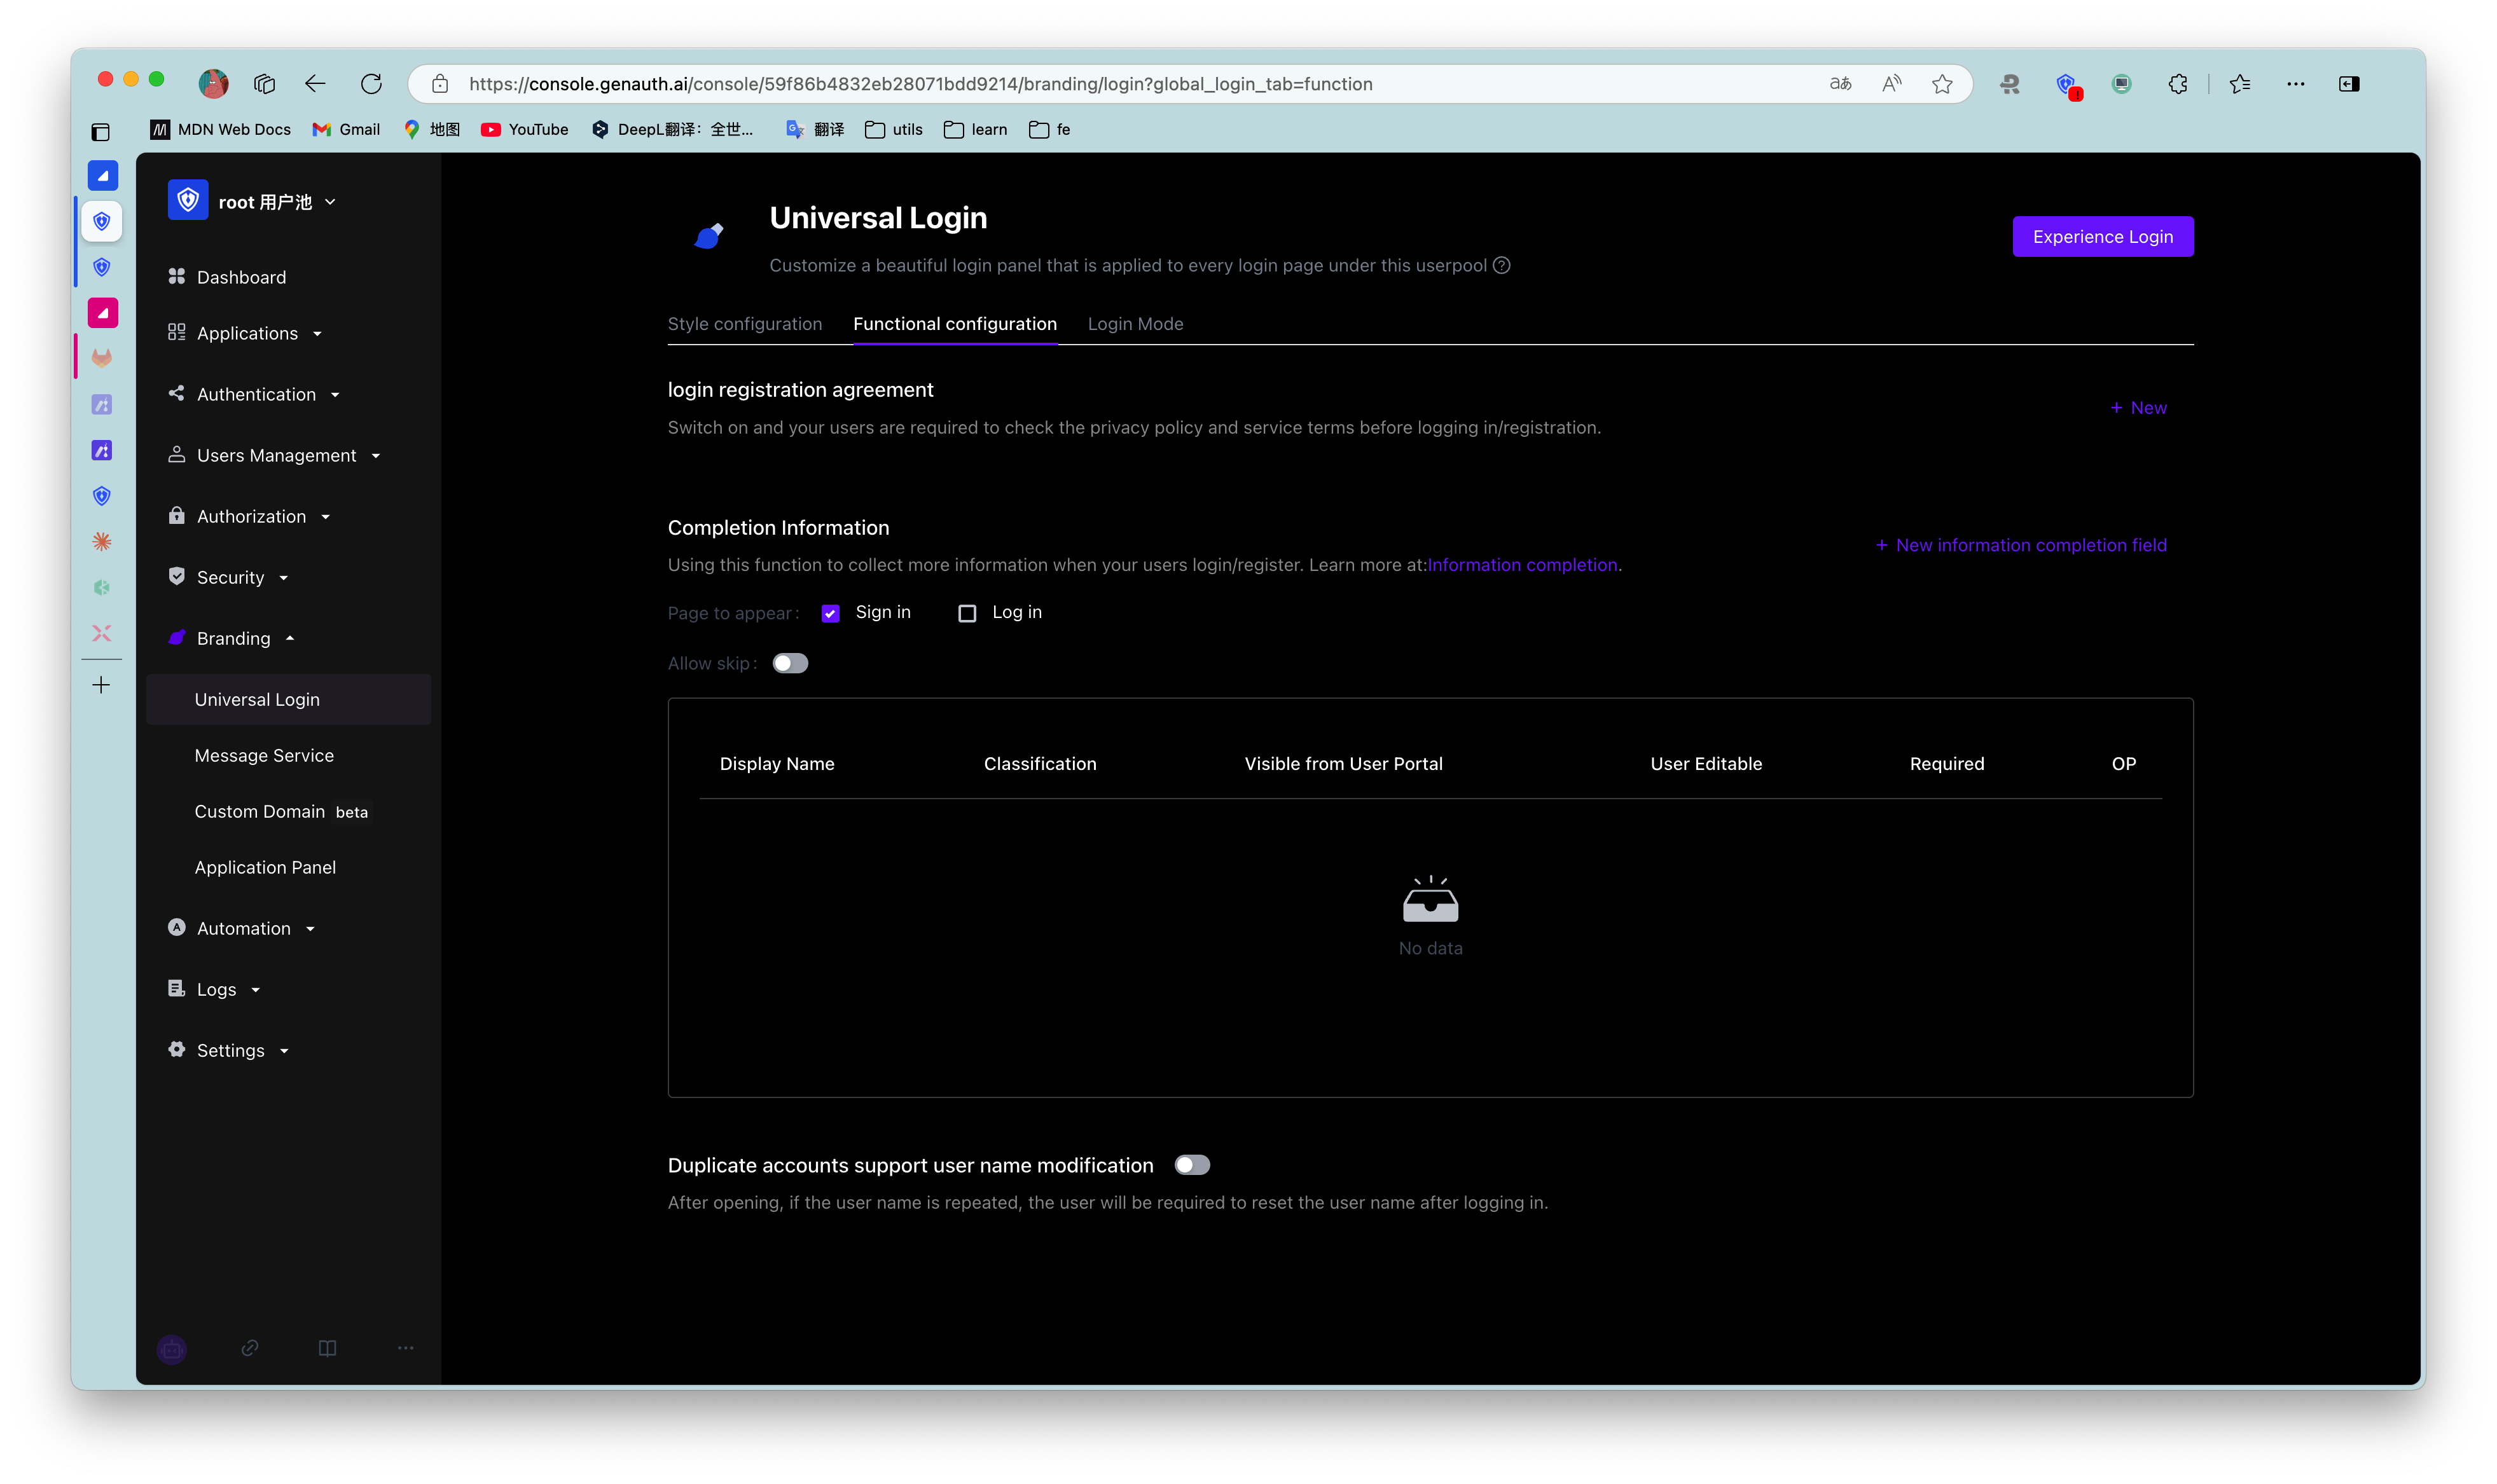 https://console.genauth.ai/console/59f86b4832eb28071bdd9214/branding/login?global_login_tab=function
MDN Web Docs
Gmail
地图
YouTube
DeepL翻译：全世...
翻译
utils
learn
fe
root 用户池
Dashboard
Applications
Authentication
Users Management
Authorization
Security
Branding
Universal Login
Message Service
Custom Domain beta
Application Panel
Automation
Logs
Settings
Universal Login
Customize a beautiful login panel that is applied to every login page under this userpool
Experience Login
Style configuration
Functional configuration
Login Mode
login registration agreement
Switch on and your users are required to check the privacy policy and service terms before logging in/registration.
+ New
Completion Information
Using this function to collect more information when your users login/register. Learn more at:Information completion.
+ New information completion field
Page to appear: Sign in Log in
Allow skip:
Display Name Classification Visible from User Portal User Editable Required OP
No data
Duplicate accounts support user name modification
After opening, if the user name is repeated, the user will be required to reset the user name after logging in.